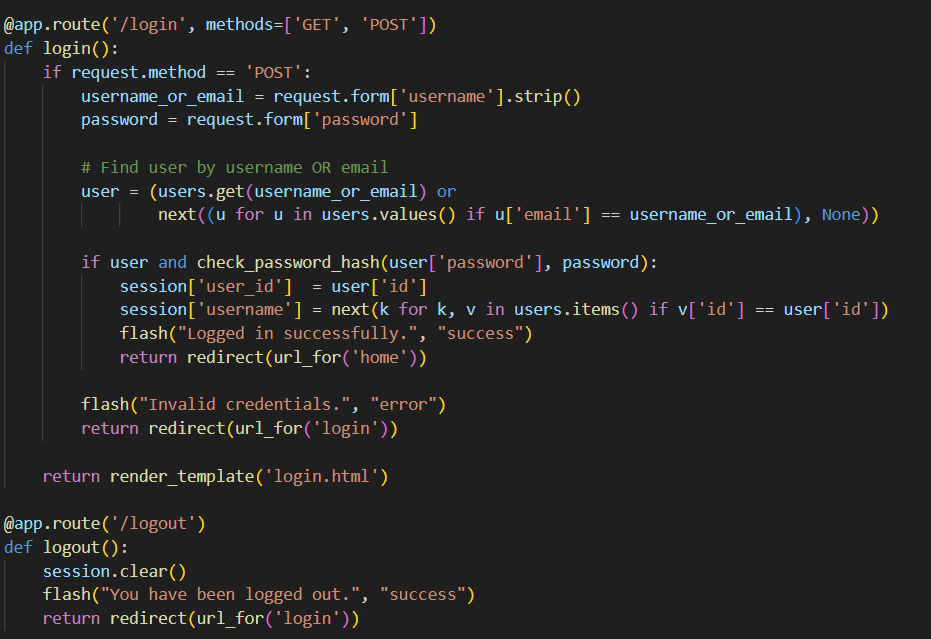 @app.route('/login', methods=['GET', 'POST'])
def login():
    if request.method == 'POST':
        username_or_email = request.form['username'].strip()
        password = request.form['password']

        # Find user by username OR email
        user = (users.get(username_or_email) or
                next((u for u in users.values() if u['email'] == username_or_email), None))

        if user and check_password_hash(user['password'], password):
            session['user_id']  = user['id']
            session['username'] = next(k for k, v in users.items() if v['id'] == user['id'])
            flash("Logged in successfully.", "success")
            return redirect(url_for('home'))

        flash("Invalid credentials.", "error")
        return redirect(url_for('login'))

    return render_template('login.html')

@app.route('/logout')
def logout():
    session.clear()
    flash("You have been logged out.", "success")
    return redirect(url_for('login'))